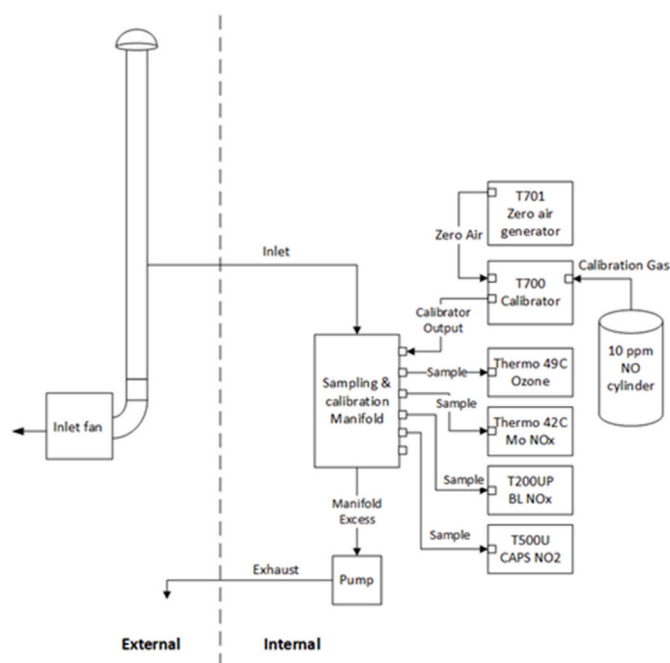 T701
Zero air
generator
Zero Air
Inlet
Calibration Gas
T700
Calibrator
Calibrator
Output
10 ppm
NO
cylinder
Sampling &
calibration
Manifold
Sample
Thermo 49C
Ozone
Sample
Thermo 42C
Mo NOx
Inlet fan
Sample
T200UP
BL NOx
Manifold
Excess
Sample
T500U
CAPS NO2
Exhaust
Pump
External
Internal